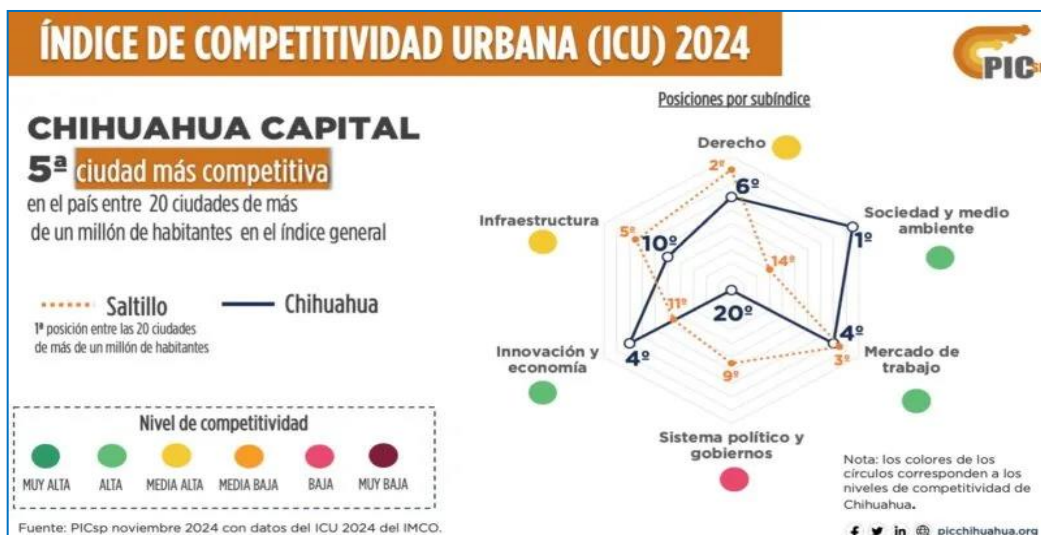 ÍNDICE DE COMPETITIVIDAD URBANA (ICU) 2024
PIC
CHIHUAHUA CAPITAL
5ª ciudad más competitiva
en el país entre 20 ciudades de más
de un millón de habitantes en el índice general
Saltillo
1ª posición entre las 20 ciudades
de más de un millón de habitantes
Chihuahua
Posiciones por subíndice
Derecho
2º
6º
Sociedad y medio
ambiente
1º
14º
Infraestructura
5º
10º
11º
20º
4º
3º
Mercado de
trabajo
Innovación y
economía
4º
9º
Sistema político y
gobiernos
Nivel de competitividad
MUY ALTA
ALTA
MEDIA ALTA
MEDIA BAJA
BAJA
MUY BAJA
Nota: los colores de los
círculos corresponden a los
niveles de competitividad de
Chihuahua.
Fuente: PICsp noviembre 2024 con datos del ICU 2024 del IMCO.
picchihuahua.org